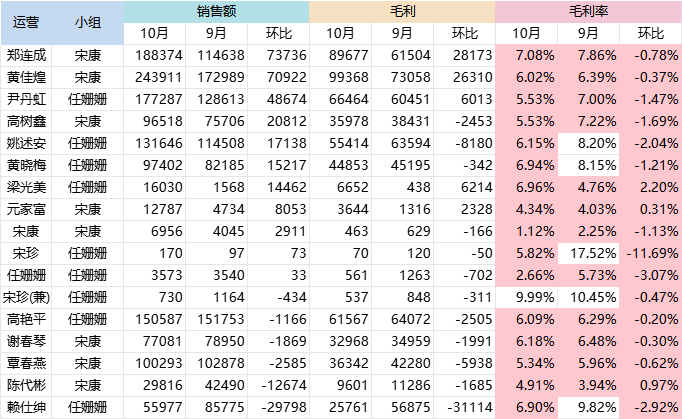 运营 小组 销售额 毛利 毛利率
10月 9月 环比 10月 9月 环比 10月 9月 环比
郑连成 宋康 188374 114638 73736 89677 61504 28173 7.08% 7.86% -0.78%
黄佳煌 宋康 243911 172989 70922 99368 73058 26310 6.02% 6.39% -0.37%
尹丹虹 任姗姗 177287 128613 48674 66464 60451 6013 5.53% 7.00% -1.47%
高树鑫 宋康 96518 75706 20812 35978 38431 -2453 5.53% 7.22% -1.69%
姚述安 任姗姗 131646 114508 17138 55414 63594 -8180 6.15% 8.20% -2.04%
黄晓梅 任姗姗 97402 82185 15217 44853 45195 -342 6.94% 8.15% -1.21%
梁光美 任姗姗 16030 1568 14462 6652 438 6214 6.96% 4.76% 2.20%
元家富 宋康 12787 4734 8053 3644 1316 2328 4.34% 4.03% 0.31%
宋康 宋康 6956 4045 2911 463 629 -166 1.12% 2.25% -1.13%
宋珍 任姗姗 170 97 73 70 120 -50 5.82% 17.52% -11.69%
任姗姗 任姗姗 3573 3540 33 561 1263 -702 2.66% 5.73% -3.07%
宋珍(兼) 任姗姗 730 1164 -434 537 848 -311 9.99% 10.45% -0.47%
高艳平 任姗姗 150587 151753 -1166 61567 64072 -2505 6.09% 6.29% -0.20%
谢春琴 宋康 77081 78950 -1869 32968 34959 -1991 6.18% 6.48% -0.30%
覃春燕 宋康 100293 102878 -2585 36342 42280 -5938 5.34% 5.96% -0.62%
陈代彬 宋康 29816 42490 -12674 9601 11286 -1685 4.91% 3.94% 0.97%
赖仕绅 任姗姗 55977 85775 -29798 25761 56875 -31114 6.90% 9.82% -2.92%